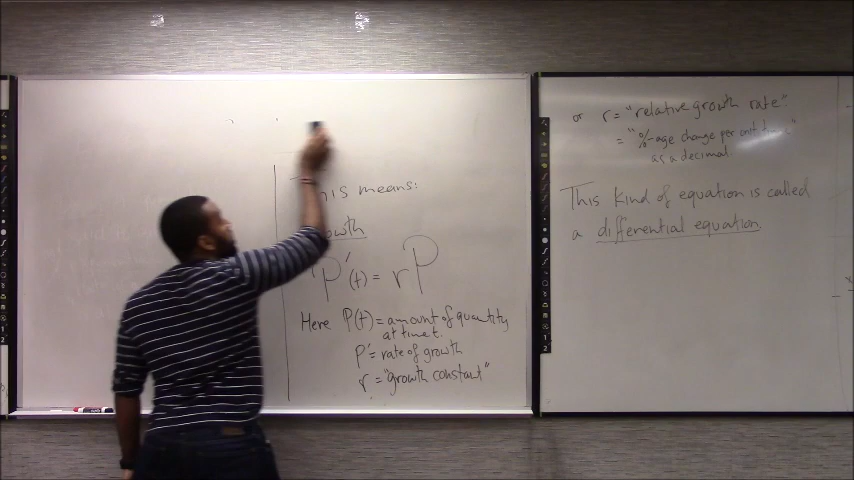 This means:
owth
P'(t) = rP
Here P(t) = amount of quantity
at time t.
P' = rate of growth
r = "growth constant"
or r = "relative growth rate"
= "%-age change per unit time"
as a decimal.
This kind of equation is called
a differential equation.